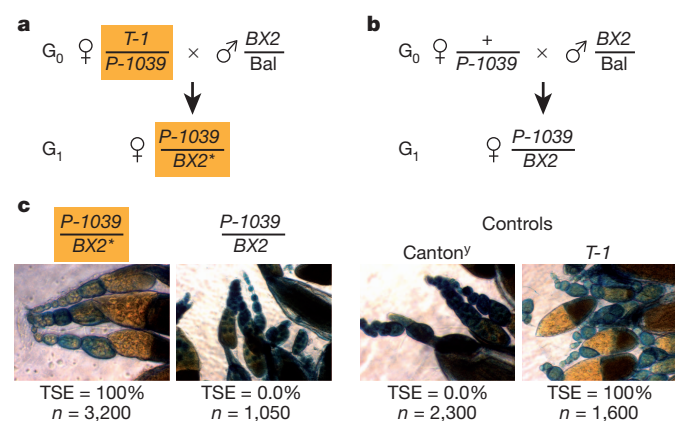 a
G0 ♀ T-1 × ♂ BX2
P-1039 Bal
G1 ♀ P-1039
BX2*
b
G0 ♀ + × ♂ BX2
P-1039 Bal
G1 ♀ P-1039
BX2
c
P-1039
BX2*
TSE = 100%
n = 3,200
P-1039
BX2
TSE = 0.0%
n = 1,050
Controls
Cantonʸ
TSE = 0.0%
n = 2,300
T-1
TSE = 100%
n = 1,600